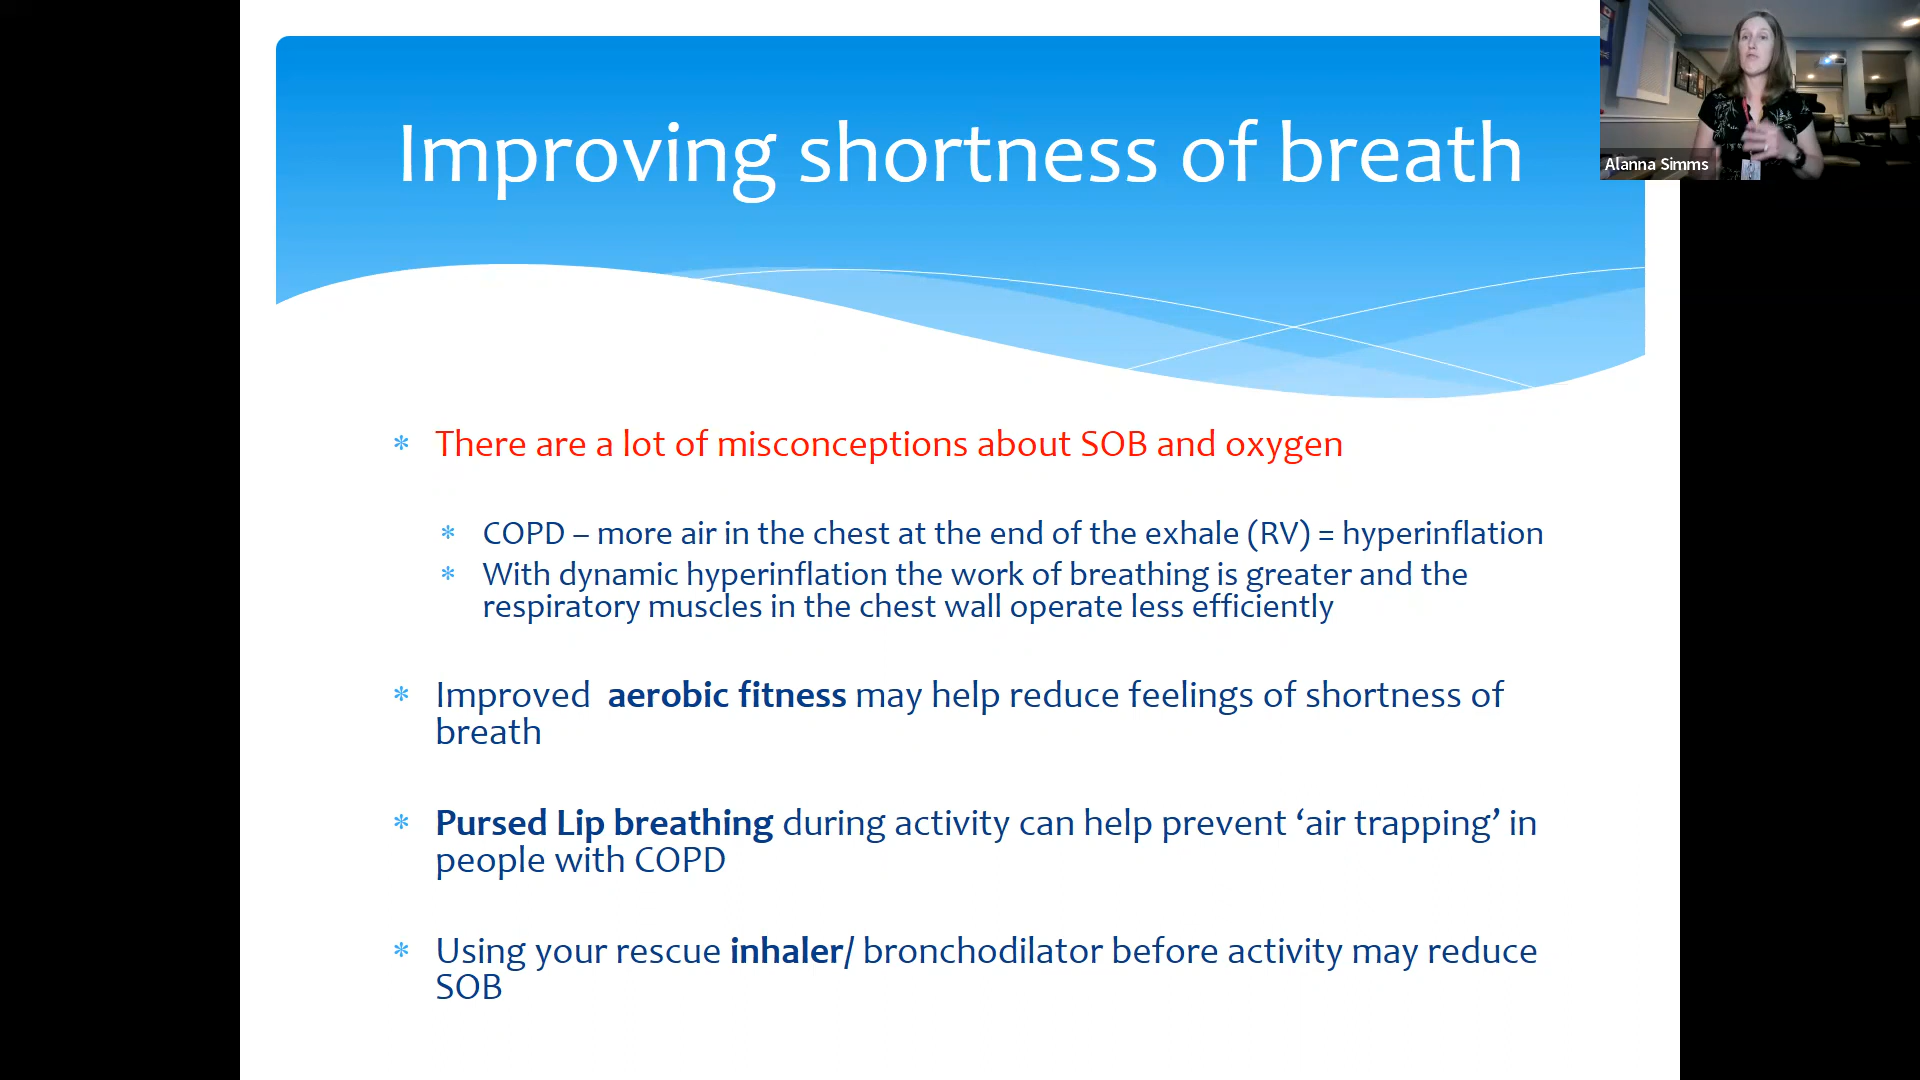 Improving shortness of breath
Alanna Simms
* There are a lot of misconceptions about SOB and oxygen
* COPD – more air in the chest at the end of the exhale (RV) = hyperinflation
* With dynamic hyperinflation the work of breathing is greater and the
respiratory muscles in the chest wall operate less efficiently
* Improved  aerobic fitness may help reduce feelings of shortness of
breath
* Pursed Lip breathing during activity can help prevent ‘air trapping’ in
people with COPD
* Using your rescue inhaler/ bronchodilator before activity may reduce
SOB